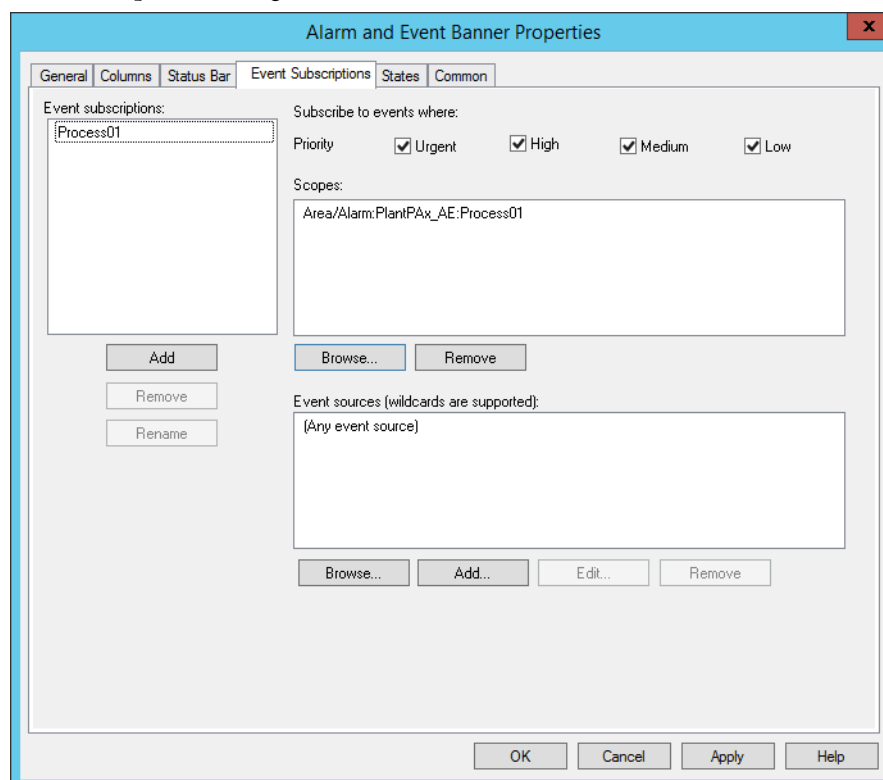 Alarm and Event Banner Properties
x
General Columns Status Bar Event Subscriptions States Common
Event subscriptions:
Process01
Add
Remove
Rename
Subscribe to events where:
Priority Urgent High Medium Low
Scopes:
Area/Alarm:PlantPAx_AE:Process01
Browse... Remove
Event sources (wildcards are supported):
(Any event source)
Browse... Add... Edit... Remove
OK Cancel Apply Help